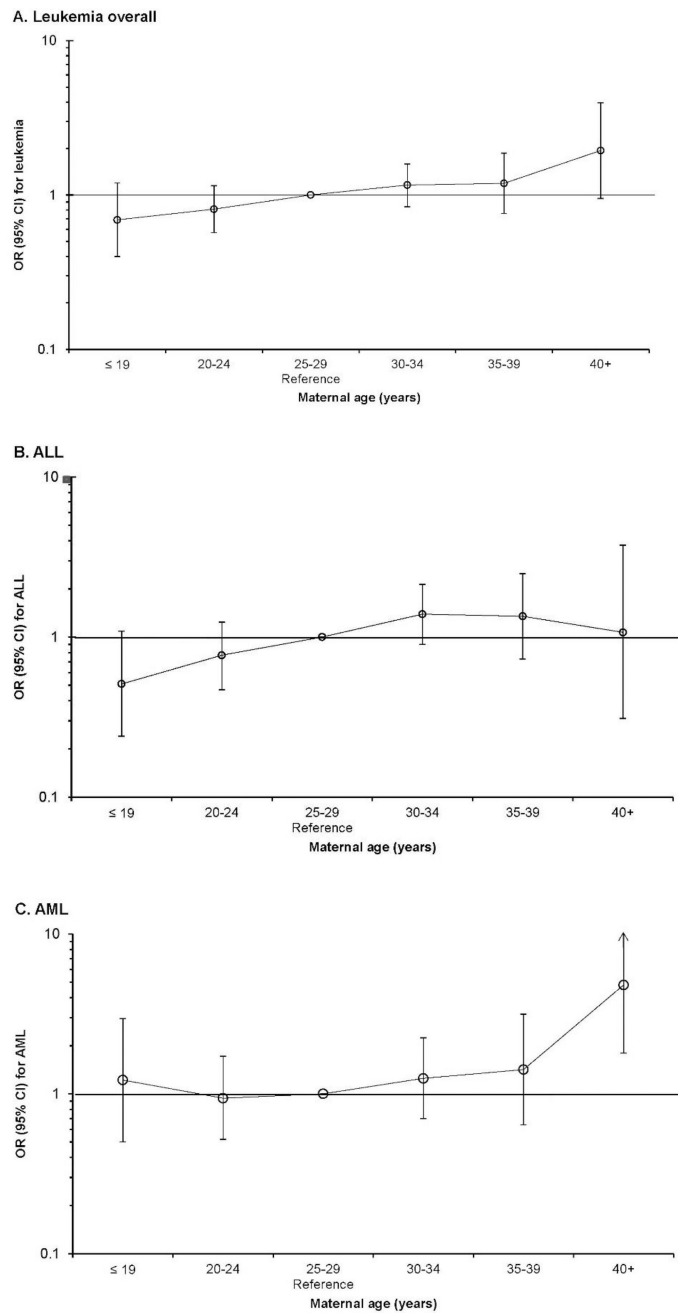 A. Leukemia overall
10
OR (95% CI) for leukemia
1
0.1
≤ 19 20-24 25-29 30-34 35-39 40+
Reference
Maternal age (years)
B. ALL
10
OR (95% CI) for ALL
1
0.1
≤ 19 20-24 25-29 30-34 35-39 40+
Reference
Maternal age (years)
C. AML
10
OR (95% CI) for AML
1
0.1
≤ 19 20-24 25-29 30-34 35-39 40+
Reference
Maternal age (years)